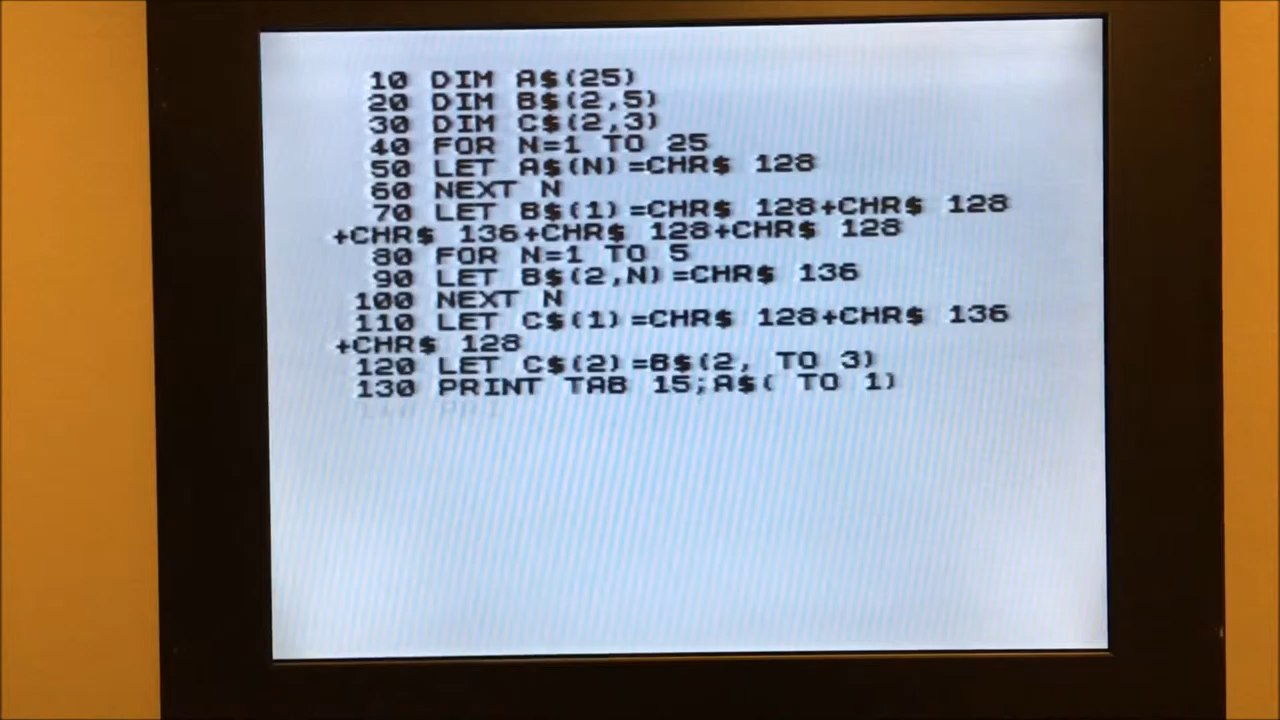 10 DIM A$(25)
20 DIM B$(2,5)
30 DIM C$(2,3)
40 FOR N=1 TO 25
50 LET A$(N)=CHR$ 128
60 NEXT N
70 LET B$(1)=CHR$ 128+CHR$ 128
+CHR$ 136+CHR$ 128+CHR$ 128
80 FOR N=1 TO 5
90 LET B$(2,N)=CHR$ 136
100 NEXT N
110 LET C$(1)=CHR$ 128+CHR$ 136
+CHR$ 128
120 LET C$(2)=B$(2, TO 3)
130 PRINT TAB 15;A$( TO 1)